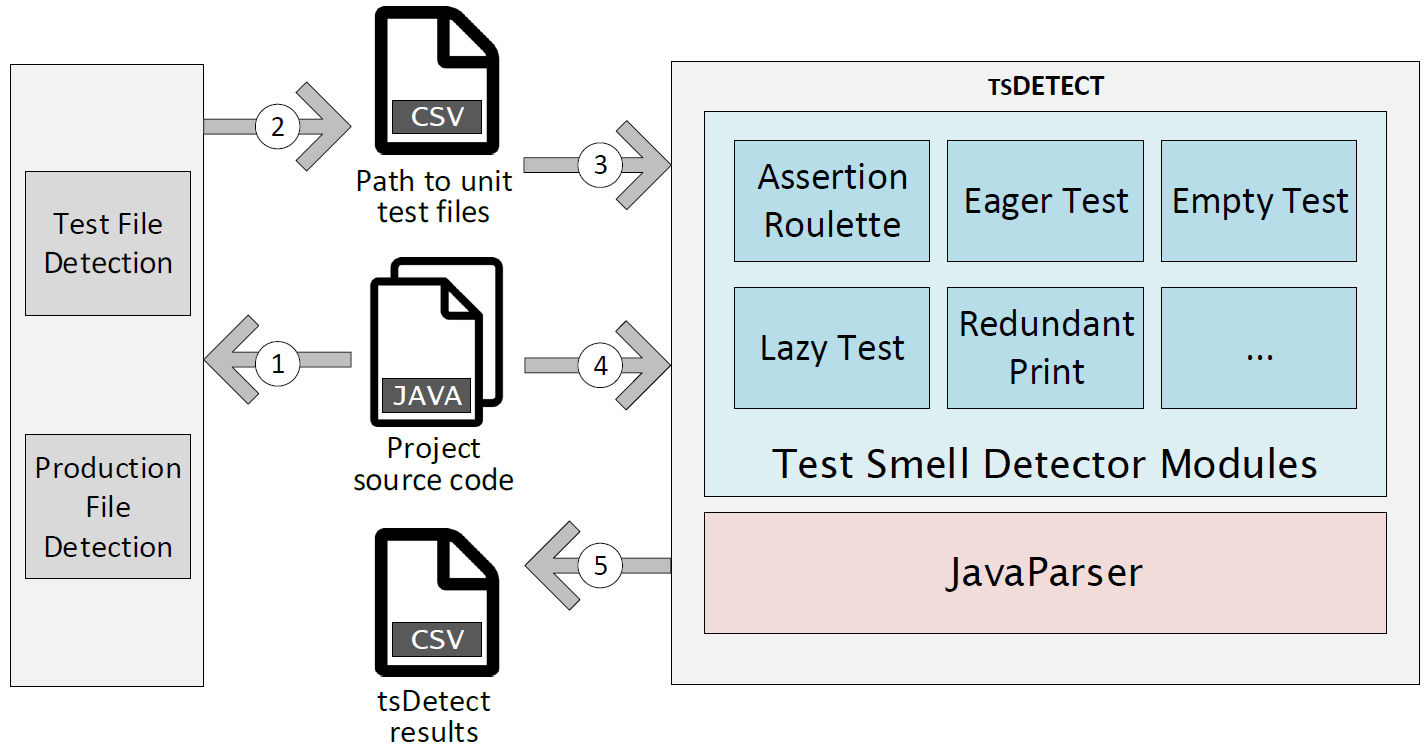 Test File
Detection
Production
File
Detection
2
CSV
Path to unit
test files
3
1
JAVA
Project
source code
4
CSV
tsDetect
results
5
TSDETECT
Assertion
Roulette
Eager Test
Empty Test
Lazy Test
Redundant
Print
...
Test Smell Detector Modules
JavaParser